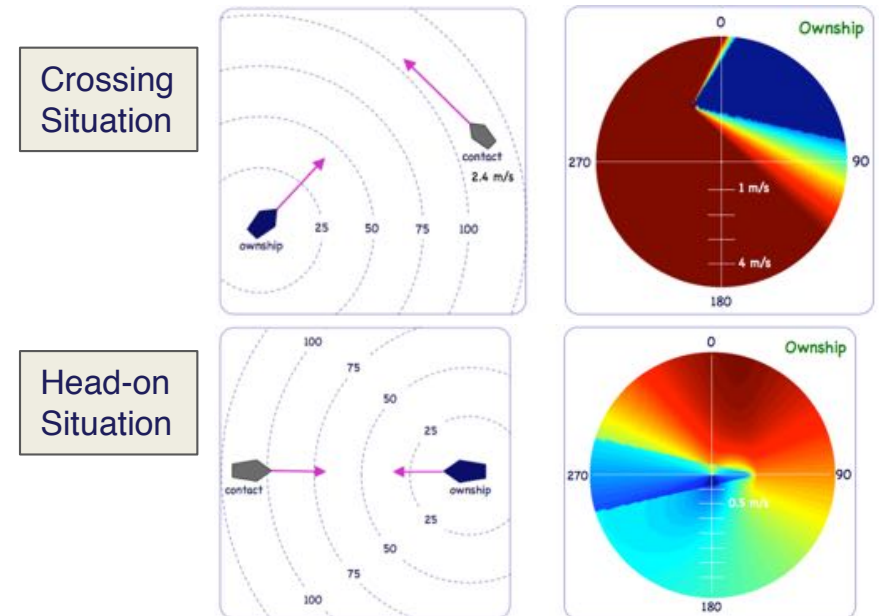 Crossing
Situation
contact
2.4 m/s
ownship
25
50
75
100
0
Ownship
270
90
1 m/s
4 m/s
180
Head-on
Situation
100
75
50
25
contact
ownship
25
50
75
100
0
Ownship
270
90
0.5 m/s
180